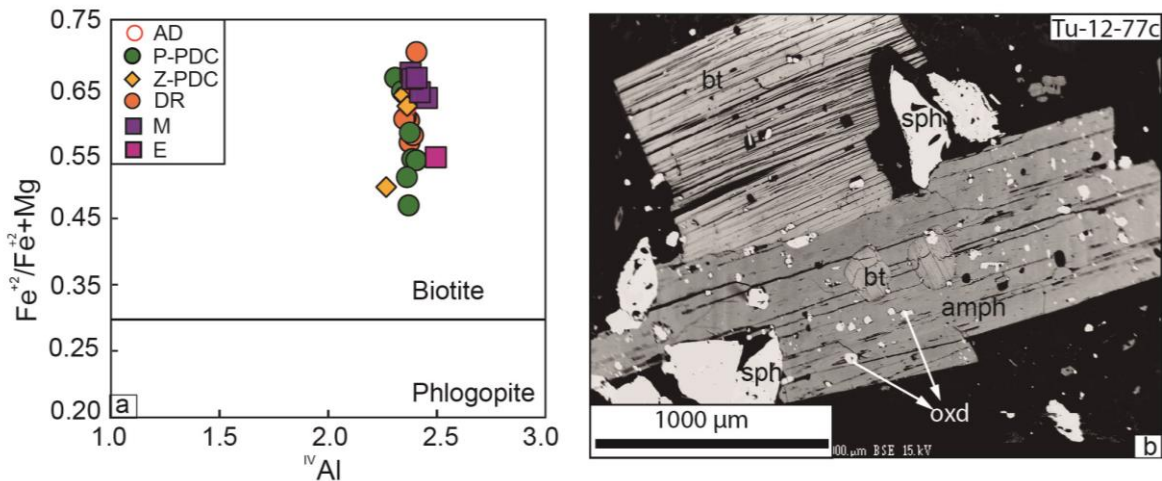 0.75
0.65
0.55
0.45
0.35
0.25
0.20
Fe+2/Fe+2+Mg
AD
P-PDC
Z-PDC
DR
M
E
Biotite
Phlogopite
a
1.0
1.5
2.0
2.5
3.0
IVAl
Tu-12-77c
bt
sph
bt
amph
sph
oxd
1000 µm
00.µm BSE 15.kV
b